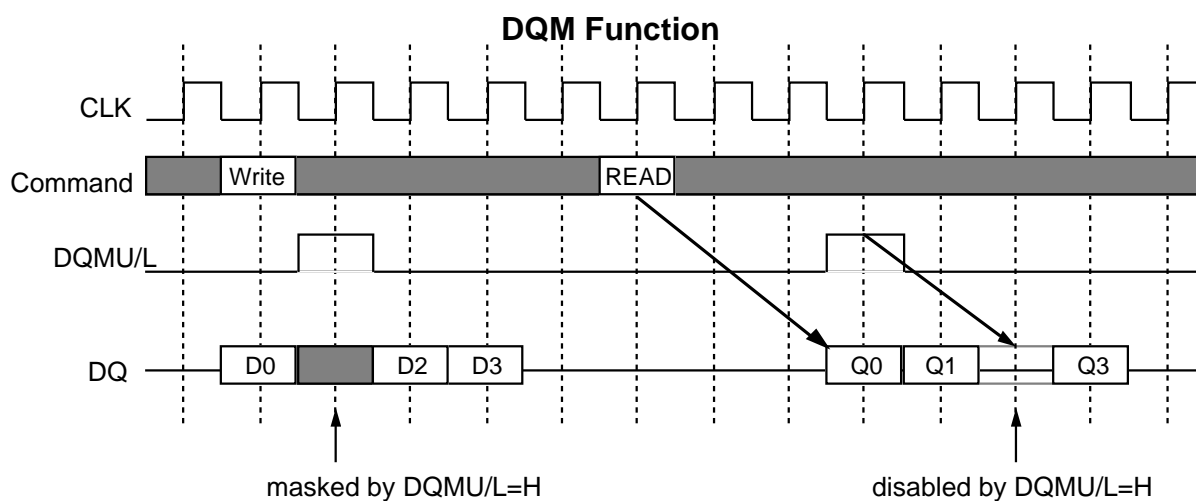 DQM Function
CLK
Command Write READ
DQMU/L
DQ D0 D2 D3 Q0 Q1 Q3
masked by DQMU/L=H disabled by DQMU/L=H